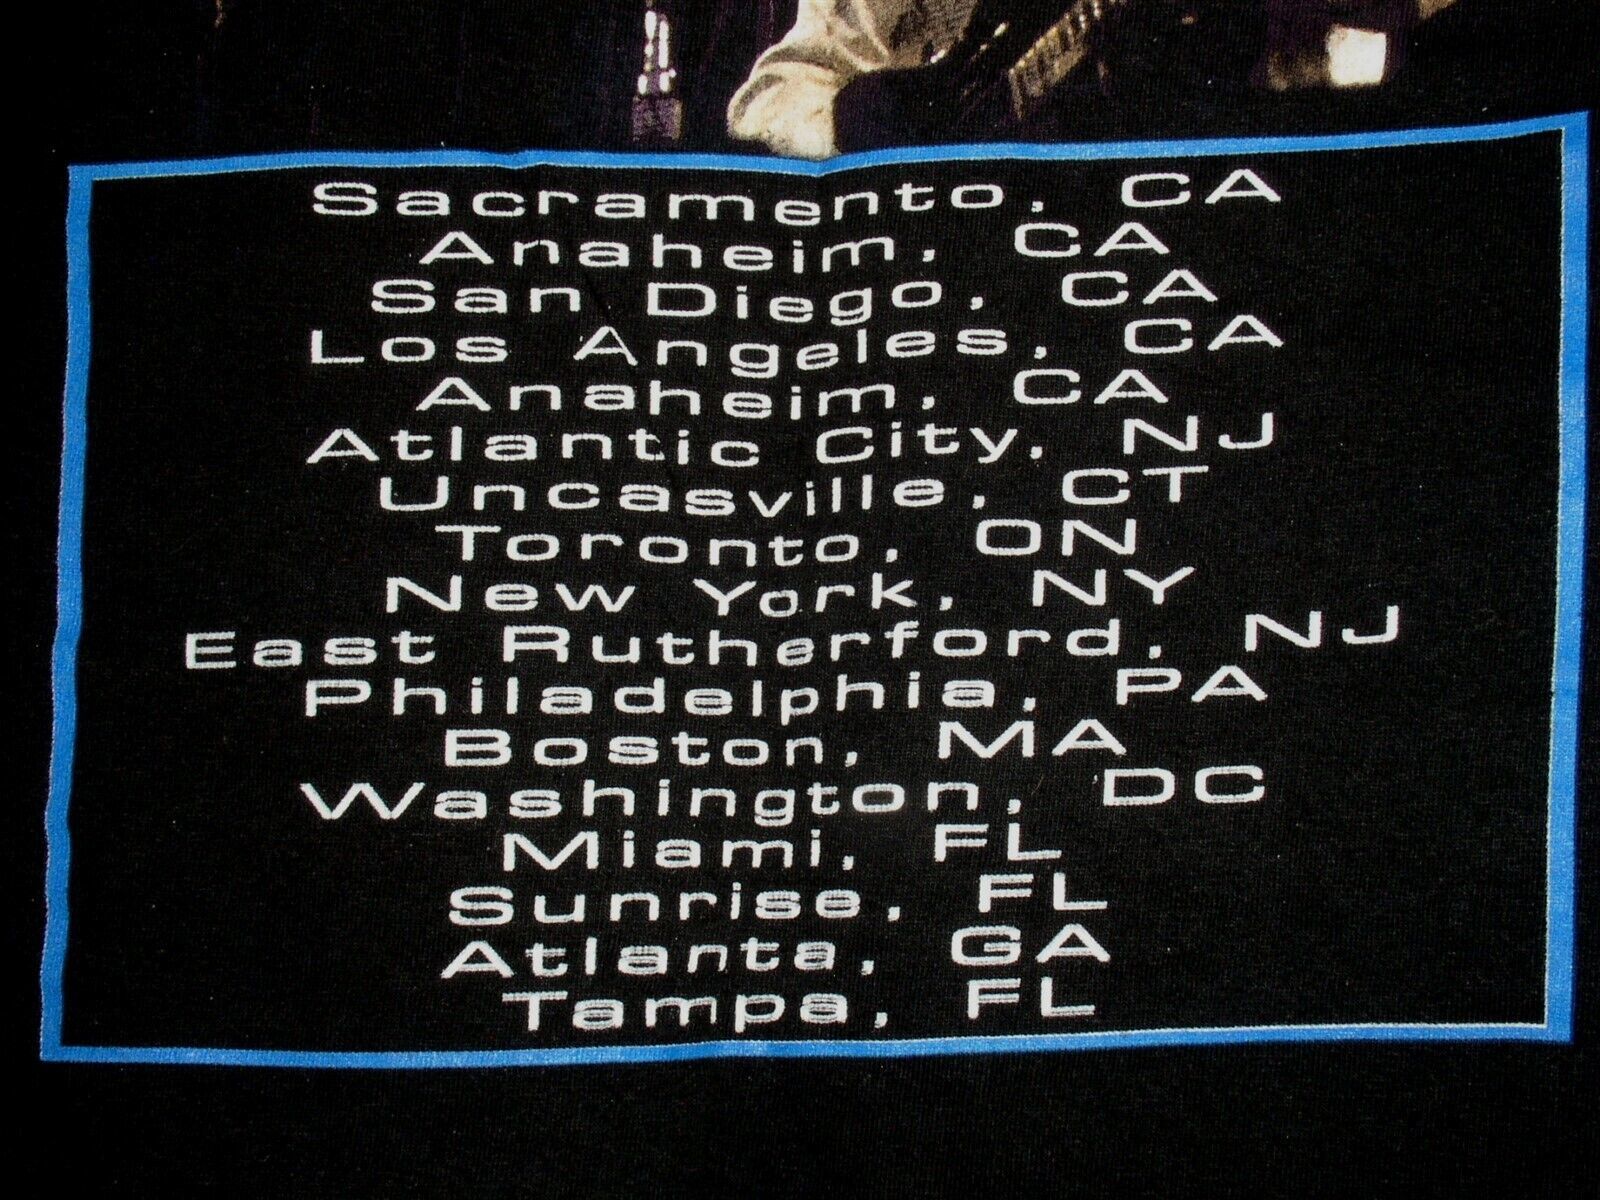 Sacramento, CA
Anaheim, CA
San Diego, CA
Los Angeles, CA
Anaheim, CA
Atlantic City, NJ
Uncasville, CT
Toronto, ON
New York, NY
East Rutherford, NJ
Philadelphia, PA
Boston, MA
Washington, DC
Miami, FL
Sunrise, FL
Atlanta, GA
Tampa, FL